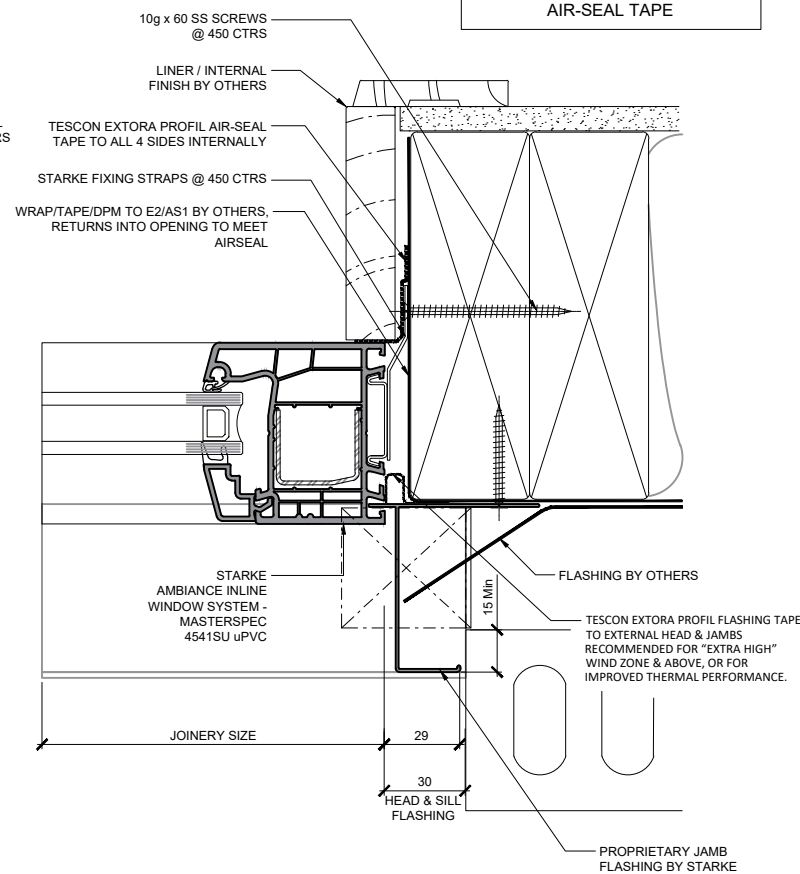 AIR-SEAL TAPE
10g x 60 SS SCREWS
@ 450 CTRS
LINER / INTERNAL
FINISH BY OTHERS
RS
TESCON EXTORA PROFIL AIR-SEAL
TAPE TO ALL 4 SIDES INTERNALLY
STARKE FIXING STRAPS @ 450 CTRS
WRAP/TAPE/DPM TO E2/AS1 BY OTHERS,
RETURNS INTO OPENING TO MEET
AIRSEAL
STARKE
AMBIANCE INLINE
WINDOW SYSTEM -
MASTERSPEC
4541SU uPVC
FLASHING BY OTHERS
15 Min
TESCON EXTORA PROFIL FLASHING TAPE
TO EXTERNAL HEAD & JAMBS
RECOMMENDED FOR "EXTRA HIGH"
WIND ZONE & ABOVE, OR FOR
IMPROVED THERMAL PERFORMANCE.
JOINERY SIZE
29
30
HEAD & SILL
FLASHING
PROPRIETARY JAMB
FLASHING BY STARKE